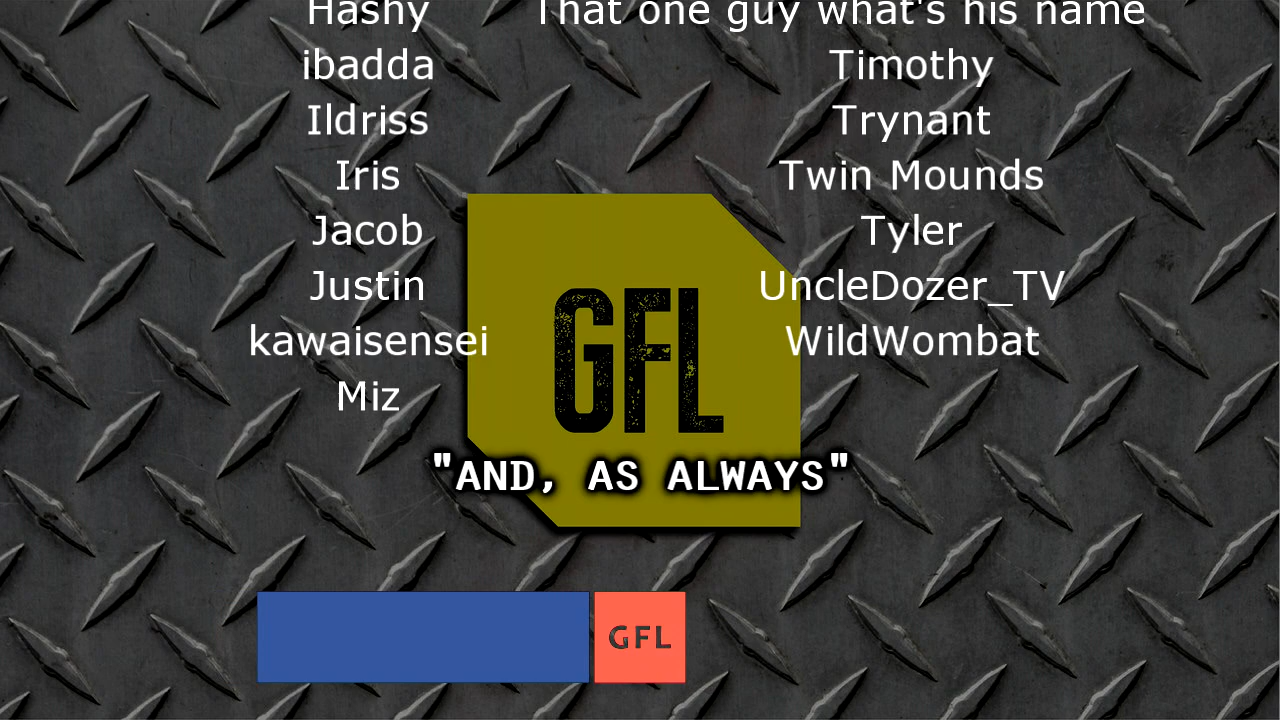 Hashy
ibadda
Ildriss
Iris
Jacob
Justin
kawaisensei
Miz
That one guy what's his name
Timothy
Trynant
Twin Mounds
Tyler
UncleDozer_TV
WildWombat
GFL
"AND, AS ALWAYS"
GFL